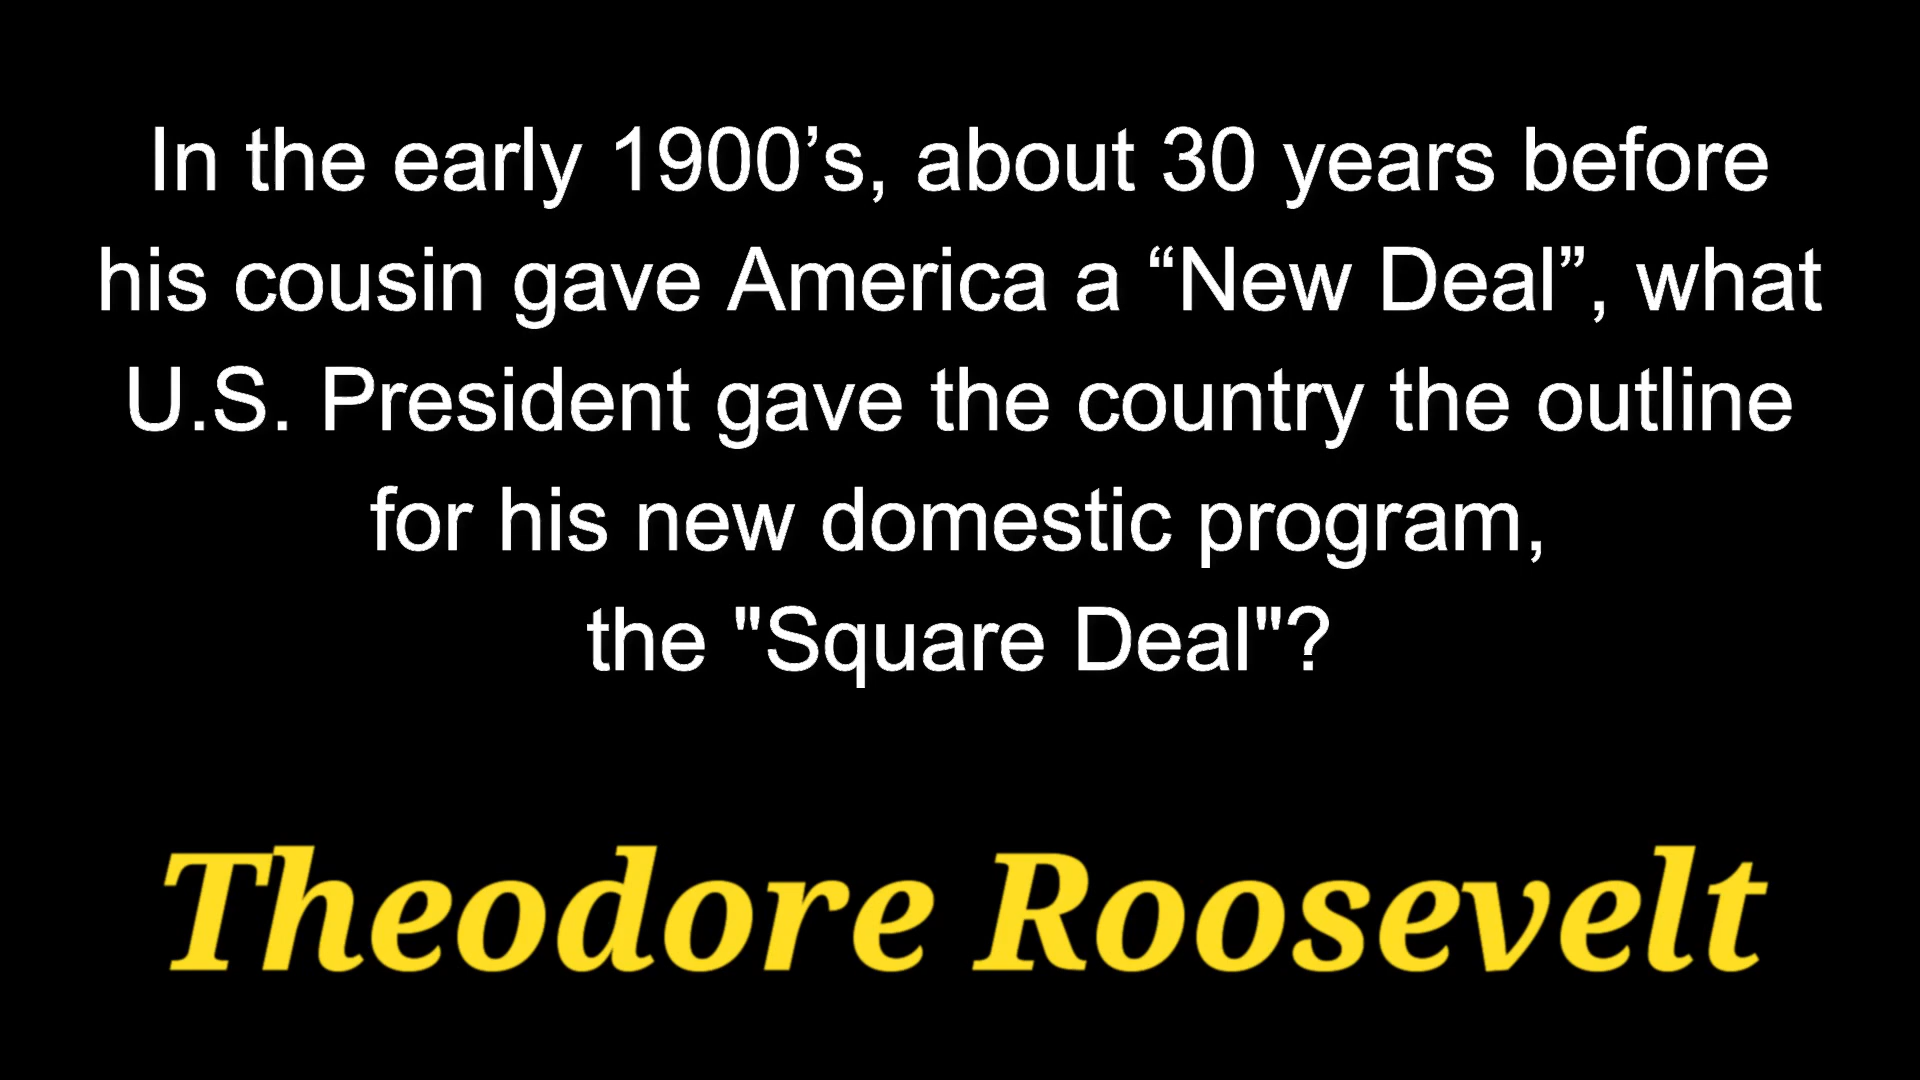 In the early 1900’s, about 30 years before
his cousin gave America a “New Deal”, what
U.S. President gave the country the outline
for his new domestic program,
the "Square Deal"?
Theodore Roosevelt